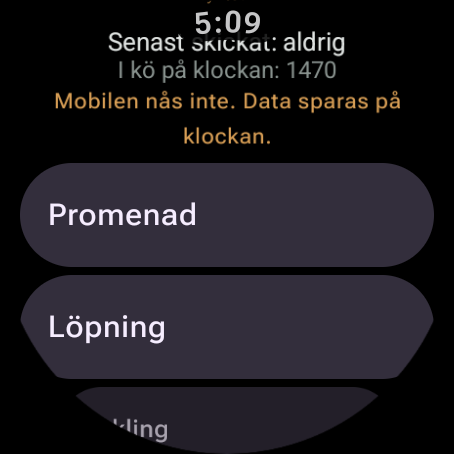 5:09
Senast skickat: aldrig
I kö på klockan: 1470
Mobilen nås inte. Data sparas på
klockan.
Promenad
Löpning